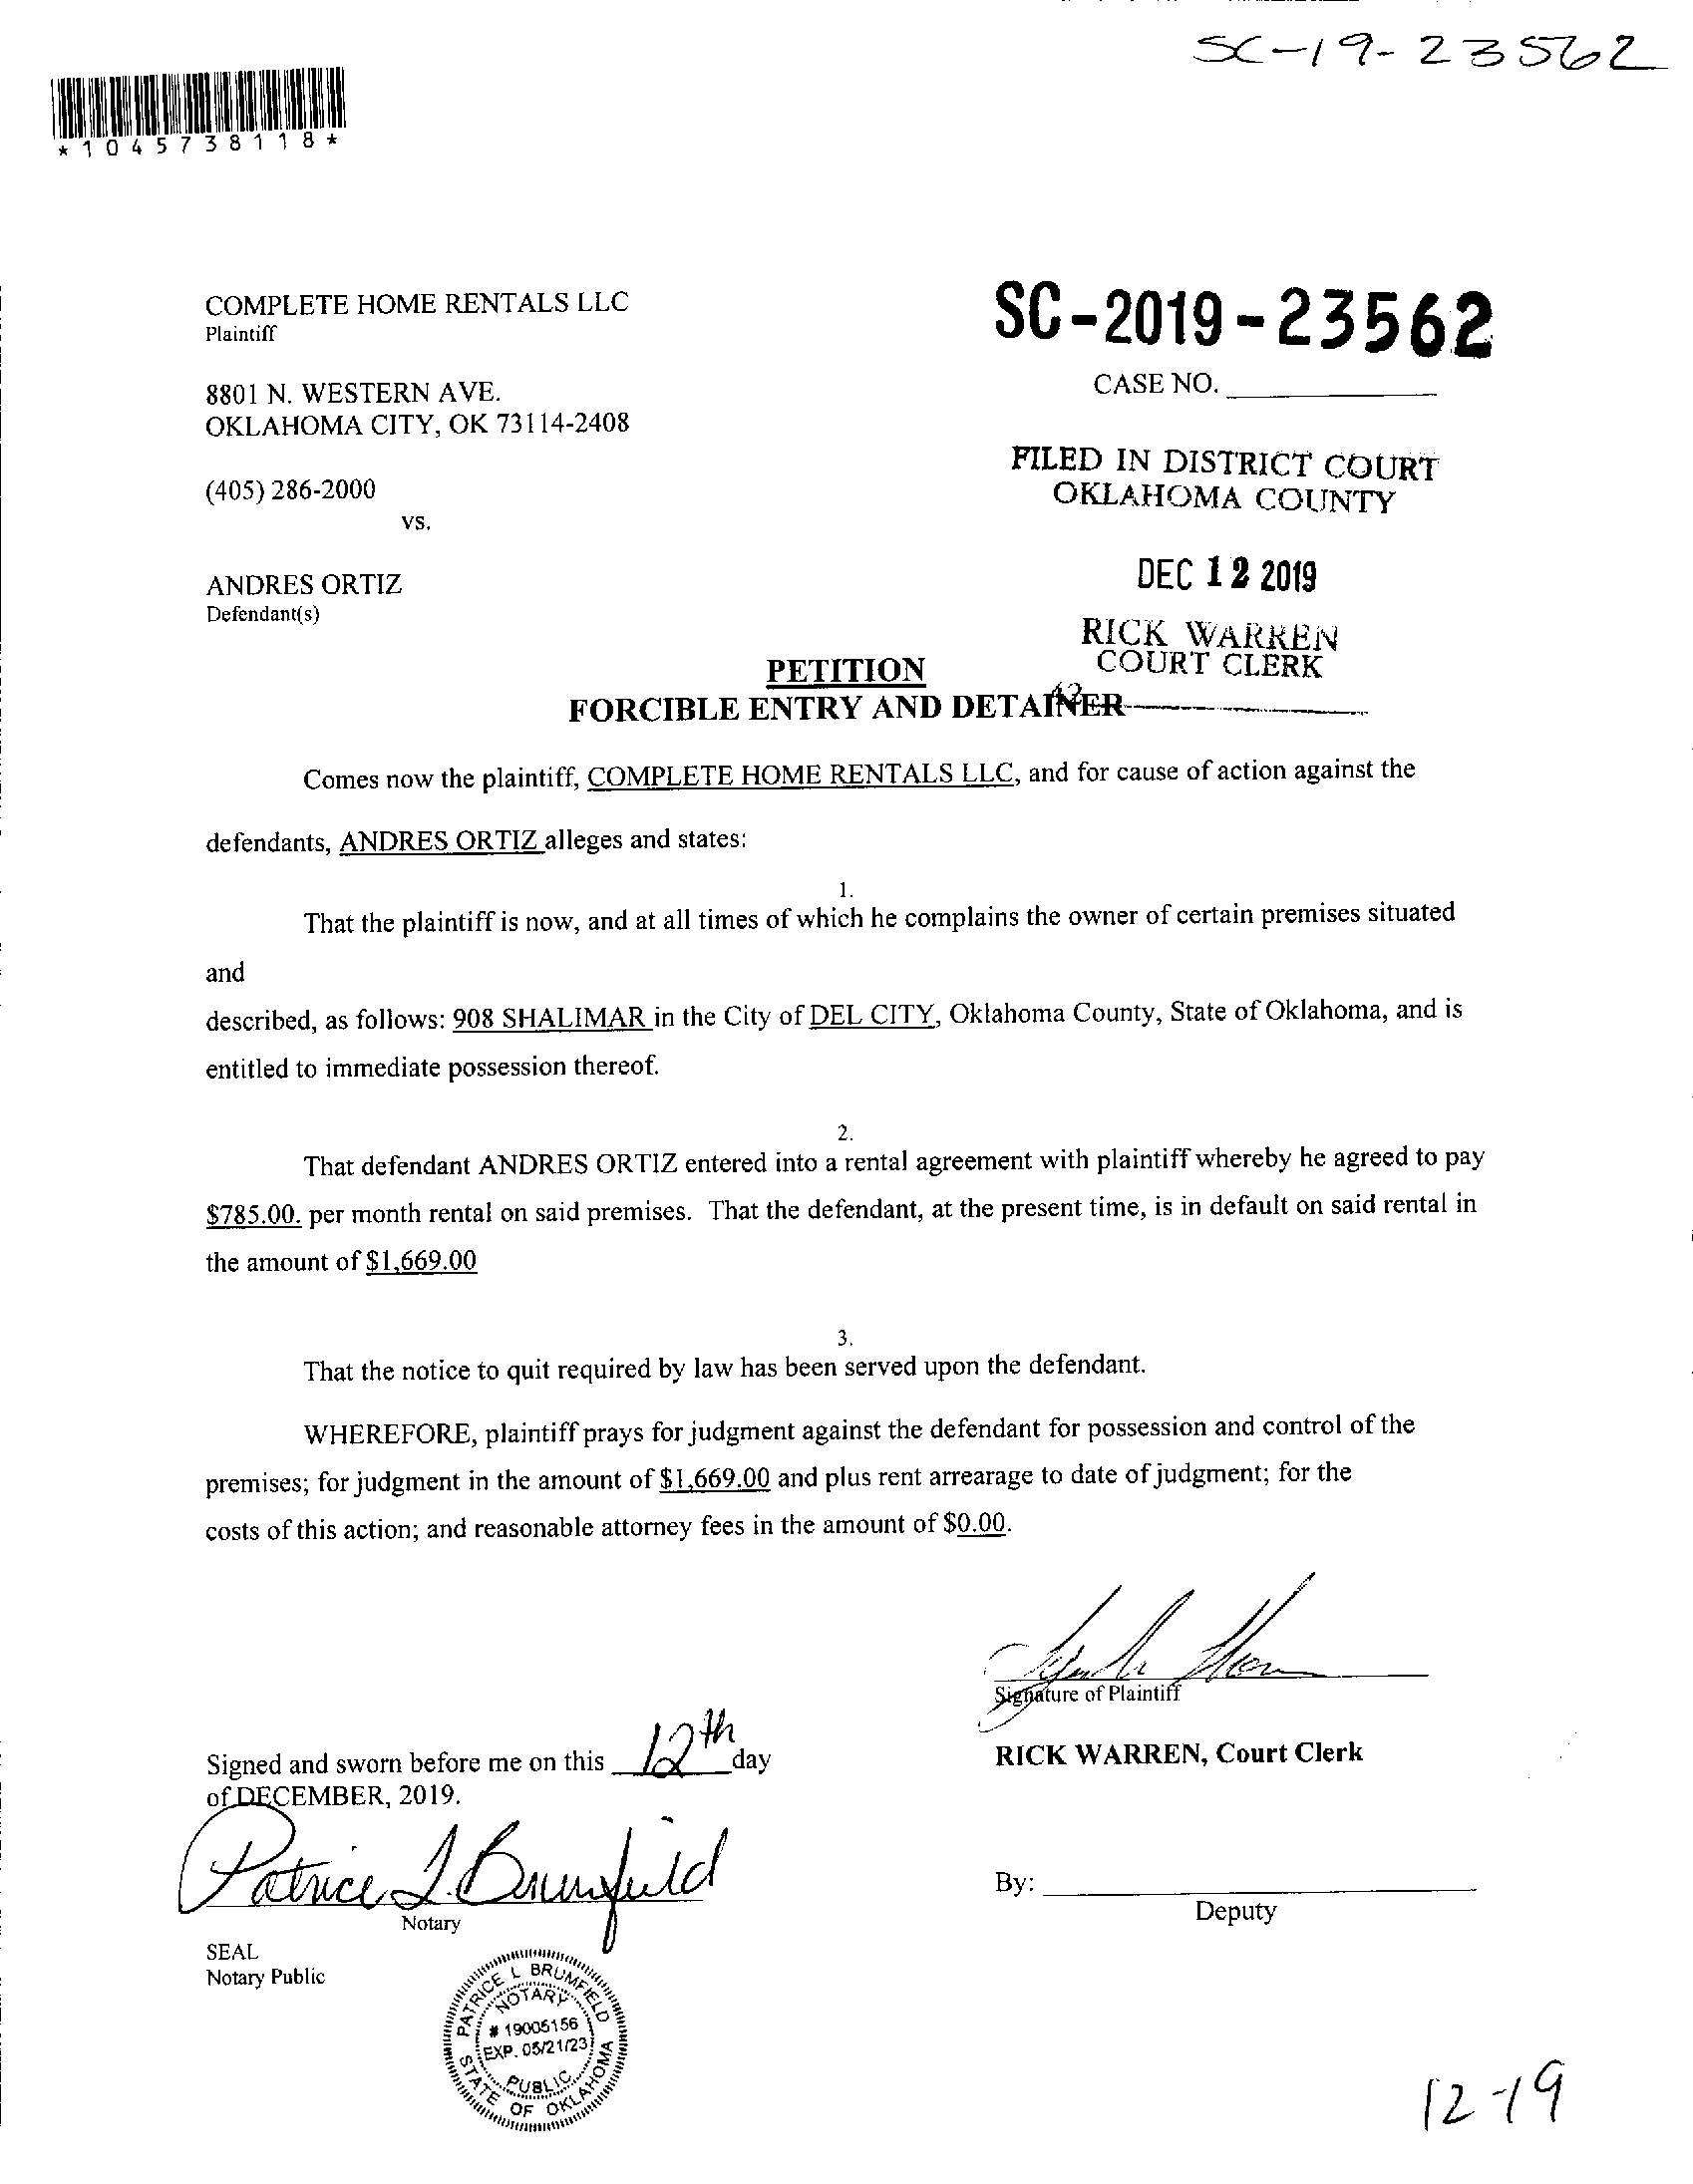 SC-19-23562
*1045738118*
COMPLETE HOME RENTALS LLC
Plaintiff
SC-2019-23562
8801 N. WESTERN AVE.
OKLAHOMA CITY, OK 73114-2408
CASE NO.
(405) 286-2000
vs.
FILED IN DISTRICT COURT
OKLAHOMA COUNTY
ANDRES ORTIZ
Defendant(s)
DEC 12 2019
RICK WARREN
COURT CLERK
PETITION
FORCIBLE ENTRY AND DETAINER
Comes now the plaintiff, COMPLETE HOME RENTALS LLC, and for cause of action against the
defendants, ANDRES ORTIZ alleges and states:
1.
That the plaintiff is now, and at all times of which he complains the owner of certain premises situated
and
described, as follows: 908 SHALIMAR in the City of DEL CITY, Oklahoma County, State of Oklahoma, and is
entitled to immediate possession thereof.
2.
That defendant ANDRES ORTIZ entered into a rental agreement with plaintiff whereby he agreed to pay
$785.00. per month rental on said premises. That the defendant, at the present time, is in default on said rental in
the amount of $1,669.00
3.
That the notice to quit required by law has been served upon the defendant.
WHEREFORE, plaintiff prays for judgment against the defendant for possession and control of the
premises; for judgment in the amount of $1,669.00 and plus rent arrearage to date of judgment; for the
costs of this action; and reasonable attorney fees in the amount of $0.00.
Signature of Plaintiff
Signed and sworn before me on this 12th day
of DECEMBER, 2019.
RICK WARREN, Court Clerk
Patrice L Brumfield
Notary
By:
Deputy
SEAL
Notary Public
PATRICE L BRUMFIELD
NOTARY
# 19005156
EXP. 05/21/23
PUBLIC
STATE OF OKLAHOMA
12-19